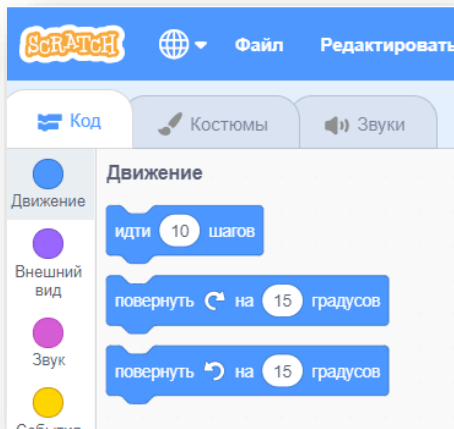 SCRATCH Файл Редактировать
Код Костюмы Звуки
Движение
Внешний
вид
Звук
События
Движение
идти 10 шагов
повернуть на 15 градусов
повернуть на 15 градусов